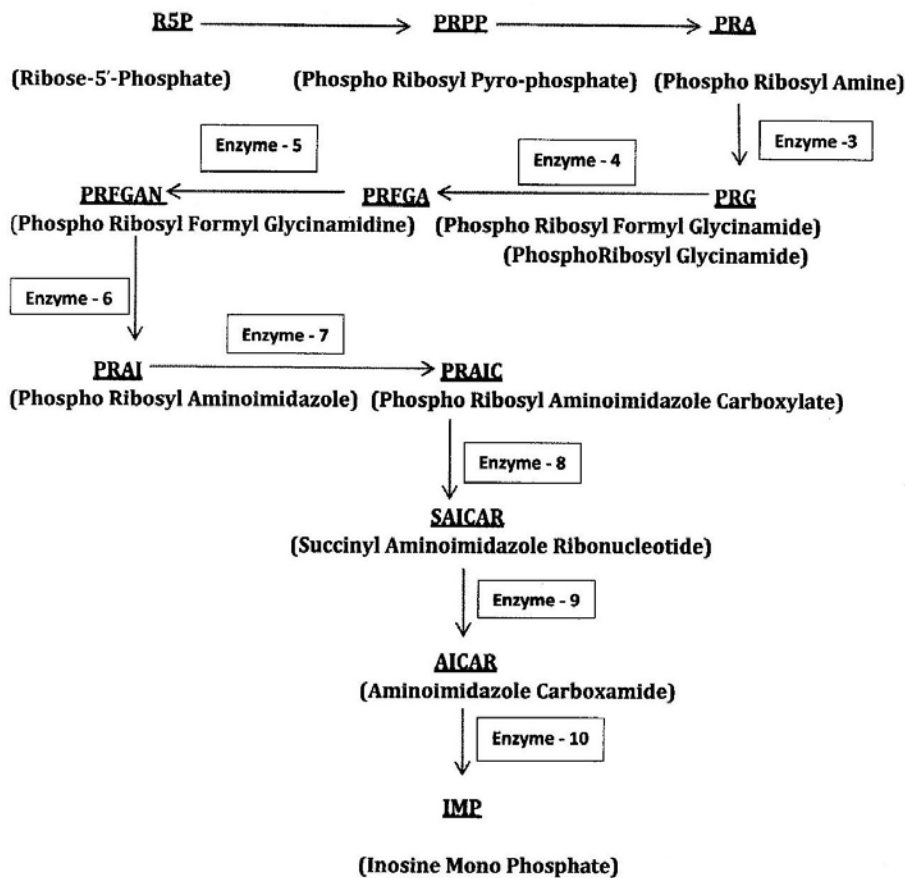 R5P PRPP PRA
(Ribose-5′-Phosphate) (Phospho Ribosyl Pyro-phosphate) (Phospho Ribosyl Amine)
Enzyme -3
Enzyme - 5
Enzyme - 4
PRFGAN PRFGA PRG
(Phospho Ribosyl Formyl Glycinamidine) (Phospho Ribosyl Formyl Glycinamide)
(PhosphoRibosyl Glycinamide)
Enzyme - 6
Enzyme - 7
PRAI PRAIC
(Phospho Ribosyl Aminoimidazole) (Phospho Ribosyl Aminoimidazole Carboxylate)
Enzyme - 8
SAICAR
(Succinyl Aminoimidazole Ribonucleotide)
Enzyme - 9
AICAR
(Aminoimidazole Carboxamide)
Enzyme - 10
IMP
(Inosine Mono Phosphate)